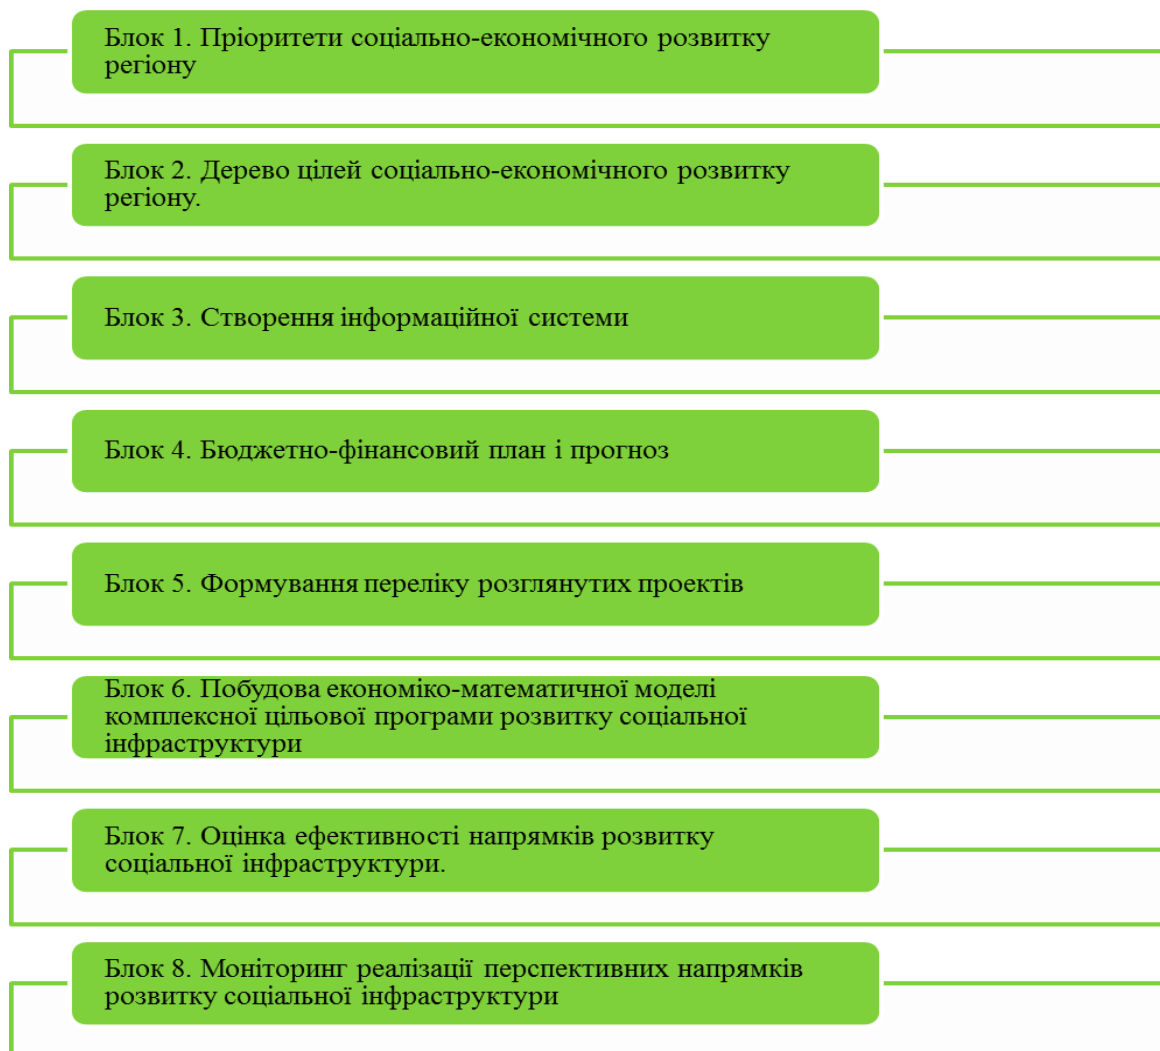 Блок 1. Пріоритети соціально-економічного розвитку
регіону
Блок 2. Дерево цілей соціально-економічного розвитку
регіону.
Блок 3. Створення інформаційної системи
Блок 4. Бюджетно-фінансовий план і прогноз
Блок 5. Формування переліку розглянутих проектів
Блок 6. Побудова економіко-математичної моделі
комплексної цільової програми розвитку соціальної
інфраструктури
Блок 7. Оцінка ефективності напрямків розвитку
соціальної інфраструктури.
Блок 8. Моніторинг реалізації перспективних напрямків
розвитку соціальної інфраструктури